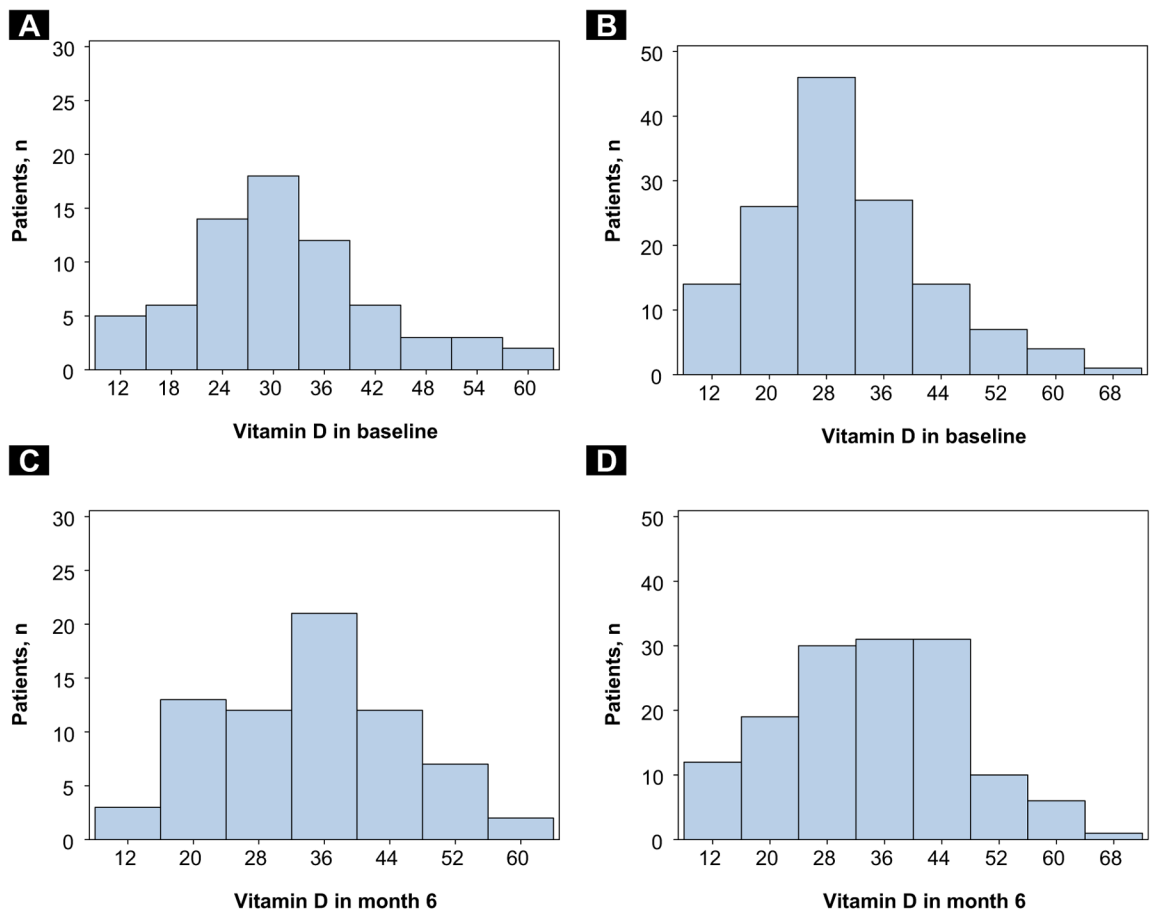 A
30
25
20
15
10
5
0
Patients, n
12 18 24 30 36 42 48 54 60
Vitamin D in baseline
B
50
40
30
20
10
0
Patients, n
12 20 28 36 44 52 60 68
Vitamin D in baseline
C
30
25
20
15
10
5
0
Patients, n
12 20 28 36 44 52 60
Vitamin D in month 6
D
50
40
30
20
10
0
Patients, n
12 20 28 36 44 52 60 68
Vitamin D in month 6